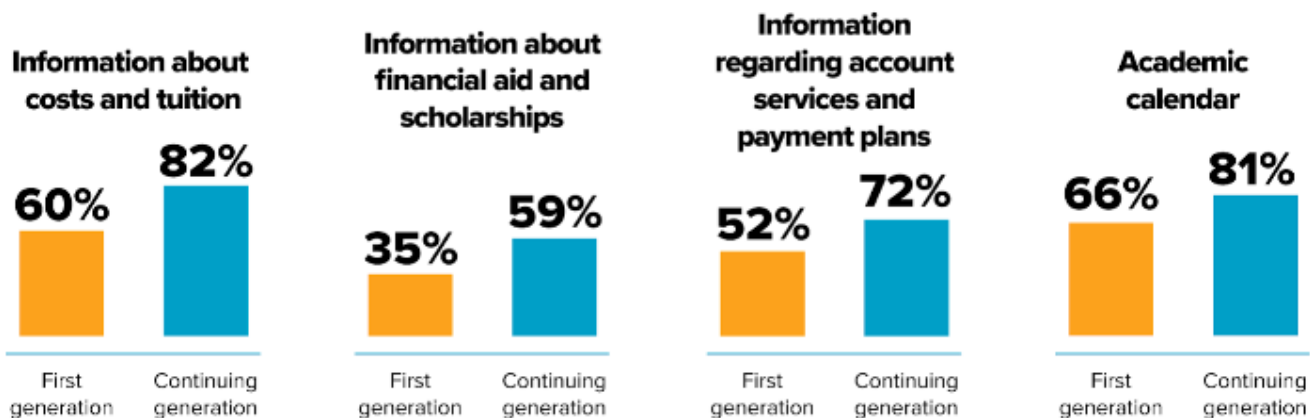 Information about
costs and tuition
82%
60%
First
generation
Continuing
generation
Information about
financial aid and
scholarships
59%
35%
First
generation
Continuing
generation
Information
regarding account
services and
payment plans
72%
52%
First
generation
Continuing
generation
Academic
calendar
81%
66%
First
generation
Continuing
generation